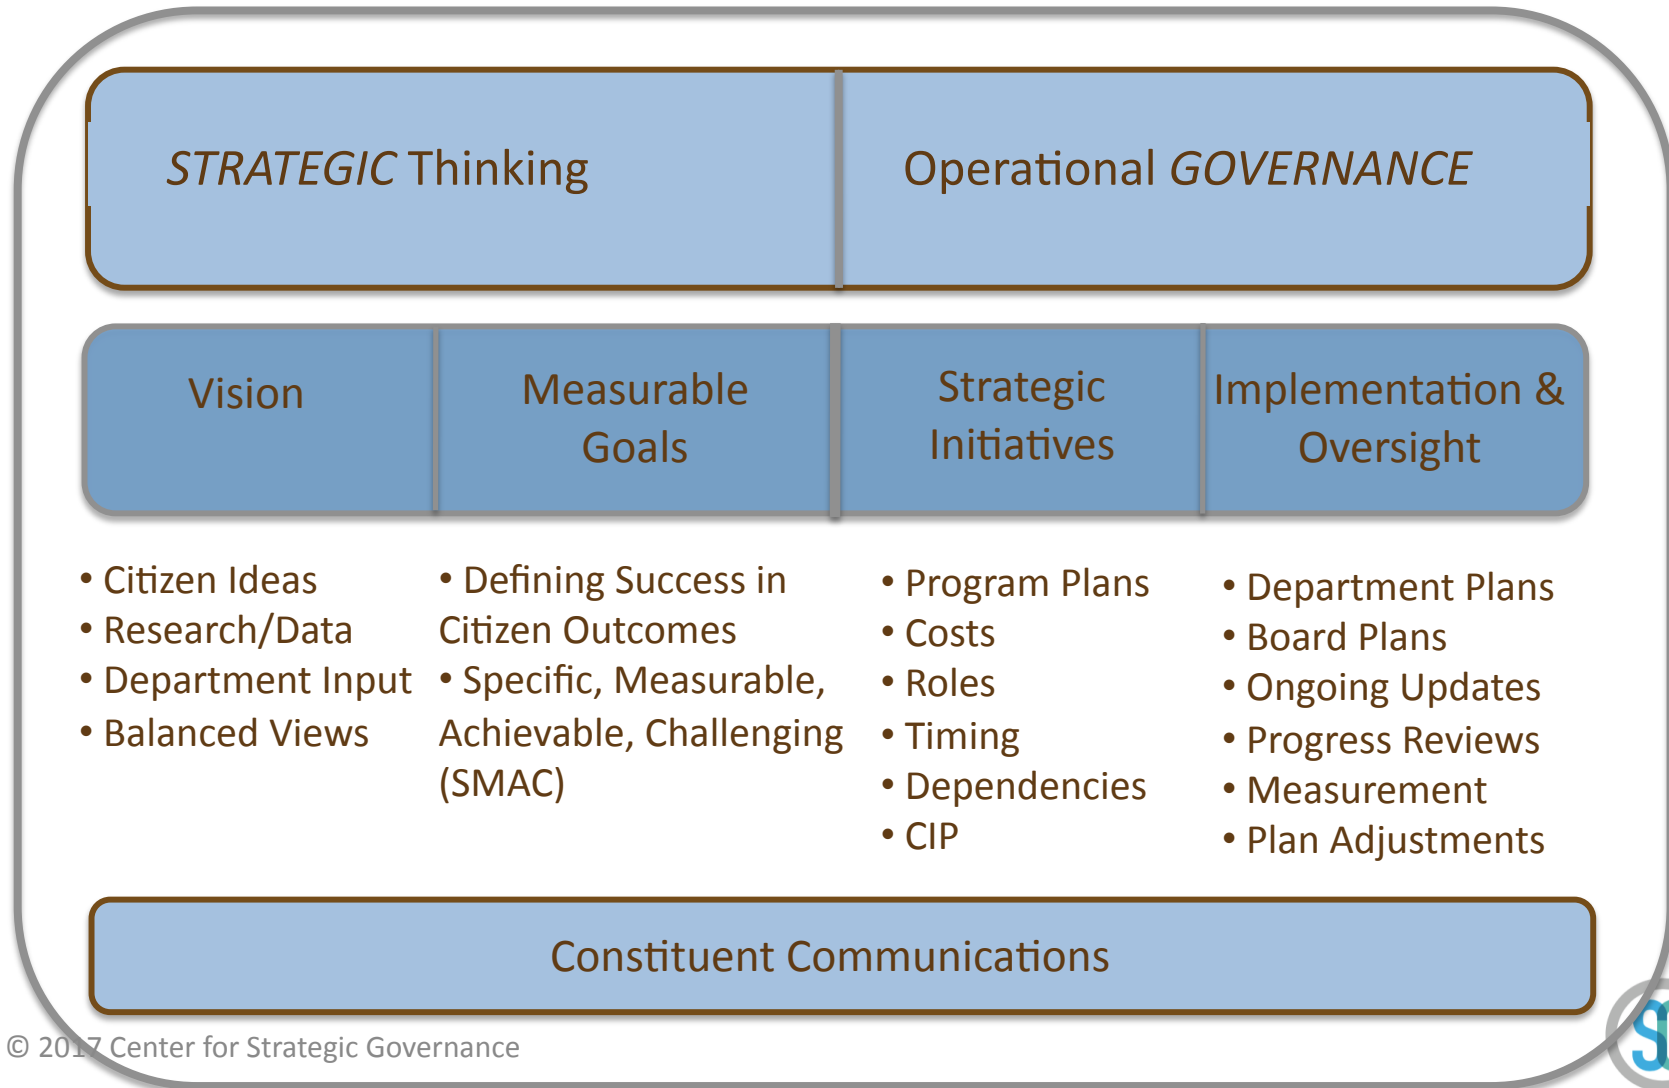 STRATEGIC Thinking
Operational GOVERNANCE
Vision
Measurable
Goals
Strategic
Initiatives
Implementation &
Oversight
• Citizen Ideas
• Research/Data
• Department Input
• Balanced Views
• Defining Success in
Citizen Outcomes
• Specific, Measurable,
Achievable, Challenging
(SMAC)
• Program Plans
• Costs
• Roles
• Timing
• Dependencies
• CIP
• Department Plans
• Board Plans
• Ongoing Updates
• Progress Reviews
• Measurement
• Plan Adjustments
Constituent Communications
© 2017 Center for Strategic Governance